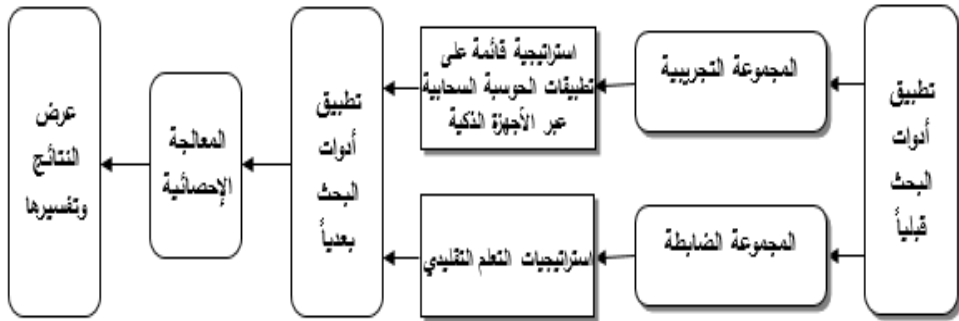 تطبيق
أدوات
البحث
قبلياً
المجموعة التجريبية
استراتيجية قائمة على
تطبيقات الحوسبة السحابية
عبر الأجهزة الذكية
المجموعة الضابطة
استراتيجيات التعلم التقليدي
تطبيق
أدوات
البحث
بعدياً
المعالجة
الإحصائية
عرض
النتائج
وتفسيرها